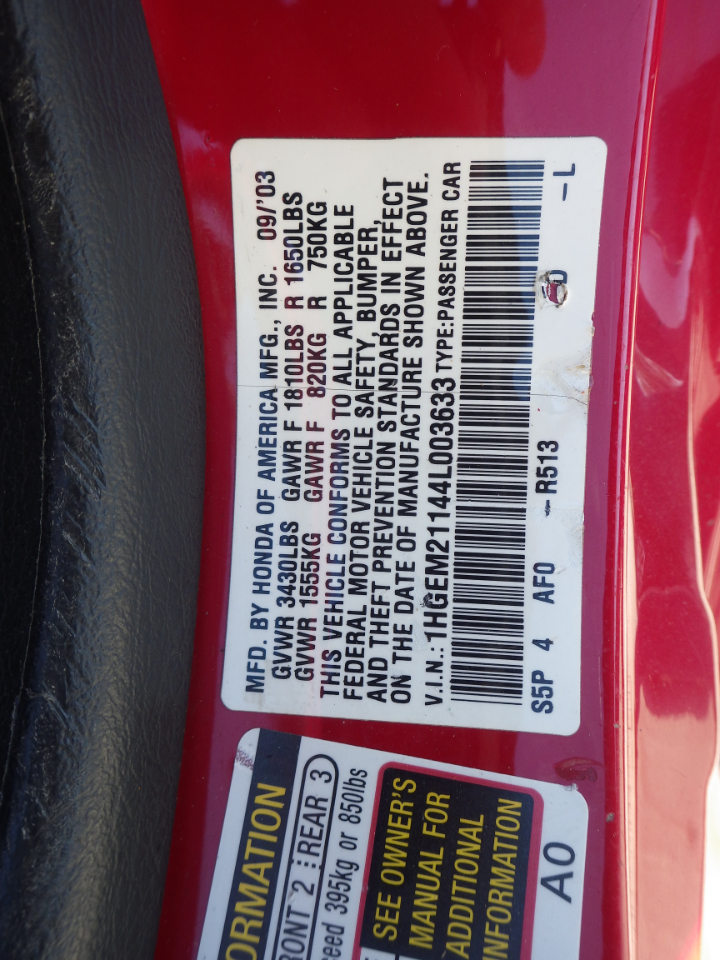 MFD. BY HONDA OF AMERICA MFG., INC. 09/'03
GVWR 3430LBS GAWR F 1810LBS R 1650LBS
GVWR 1555KG GAWR F 820KG R 750KG
THIS VEHICLE CONFORMS TO ALL APPLICABLE
FEDERAL MOTOR VEHICLE SAFETY, BUMPER,
AND THEFT PREVENTION STANDARDS IN EFFECT
ON THE DATE OF MANUFACTURE SHOWN ABOVE.
V.I.N.: 1HGEM21144L003633 TYPE:PASSENGER CAR
S5P 4 AF0 - R513 - L
ORMATION
RONT 2 REAR 3
ceed 395kg or 850lbs
SEE OWNER'S
MANUAL FOR
ADDITIONAL
INFORMATION
A0